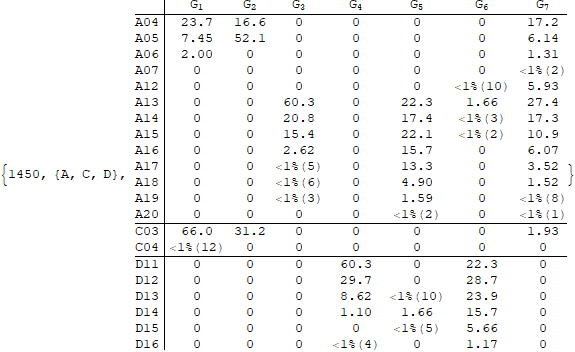 G1 G2 G3 G4 G5 G6 G7
A04 23.7 16.6 0 0 0 0 17.2
A05 7.45 52.1 0 0 0 0 6.14
A06 2.00 0 0 0 0 0 1.31
A07 0 0 0 0 0 0 <1%(2)
A12 0 0 0 0 0 <1%(10) 5.93
A13 0 0 60.3 0 22.3 1.66 27.4
A14 0 0 20.8 0 17.4 <1%(3) 17.3
A15 0 0 15.4 0 22.1 <1%(2) 10.9
A16 0 0 2.62 0 15.7 0 6.07
A17 0 0 <1%(5) 0 13.3 0 3.52
{1450, {A, C, D}, A18 0 0 <1%(6) 0 4.90 0 1.52 }
A19 0 0 <1%(3) 0 1.59 0 <1%(8)
A20 0 0 0 0 <1%(2) 0 <1%(1)
C03 66.0 31.2 0 0 0 0 1.93
C04 <1%(12) 0 0 0 0 0 0
D11 0 0 0 60.3 0 22.3 0
D12 0 0 0 29.7 0 28.7 0
D13 0 0 0 8.62 <1%(10) 23.9 0
D14 0 0 0 1.10 1.66 15.7 0
D15 0 0 0 0 <1%(5) 5.66 0
D16 0 0 0 <1%(4) 0 1.17 0